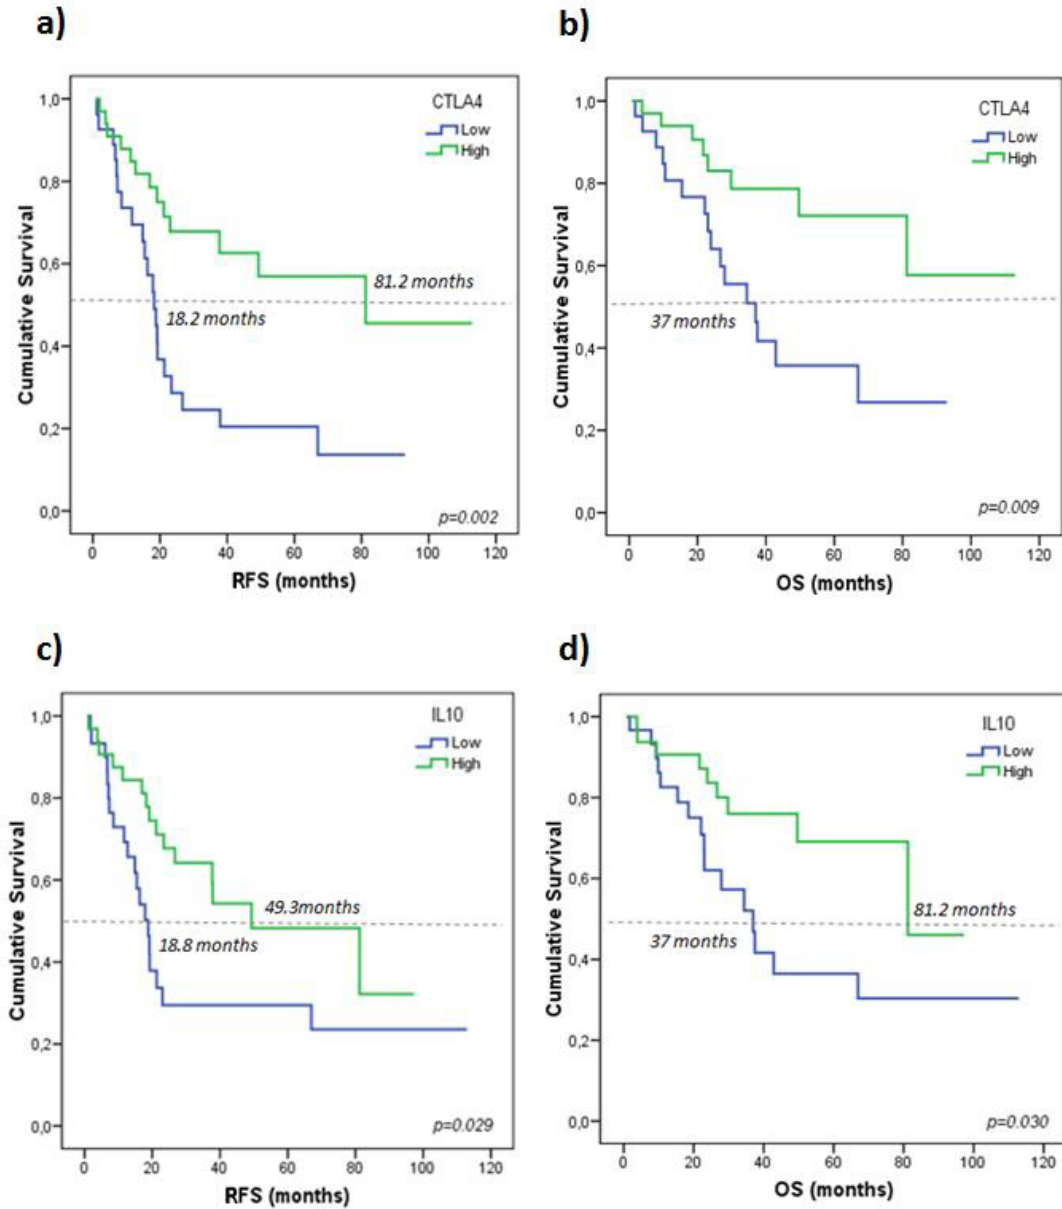 a)
CTLA4
Low
High
1,0
0,8
0,6
0,4
0,2
0,0
Cumulative Survival
81.2 months
18.2 months
p=0.002
0 20 40 60 80 100 120
RFS (months)
b)
CTLA4
Low
High
1,0
0,8
0,6
0,4
0,2
0,0
Cumulative Survival
37 months
p=0.009
0 20 40 60 80 100 120
OS (months)
c)
IL10
Low
High
1,0
0,8
0,6
0,4
0,2
0,0
Cumulative Survival
49.3months
18.8 months
p=0.029
0 20 40 60 80 100 120
RFS (months)
d)
IL10
Low
High
1,0
0,8
0,6
0,4
0,2
0,0
Cumulative Survival
81.2 months
37 months
p=0.030
0 20 40 60 80 100 120
OS (months)